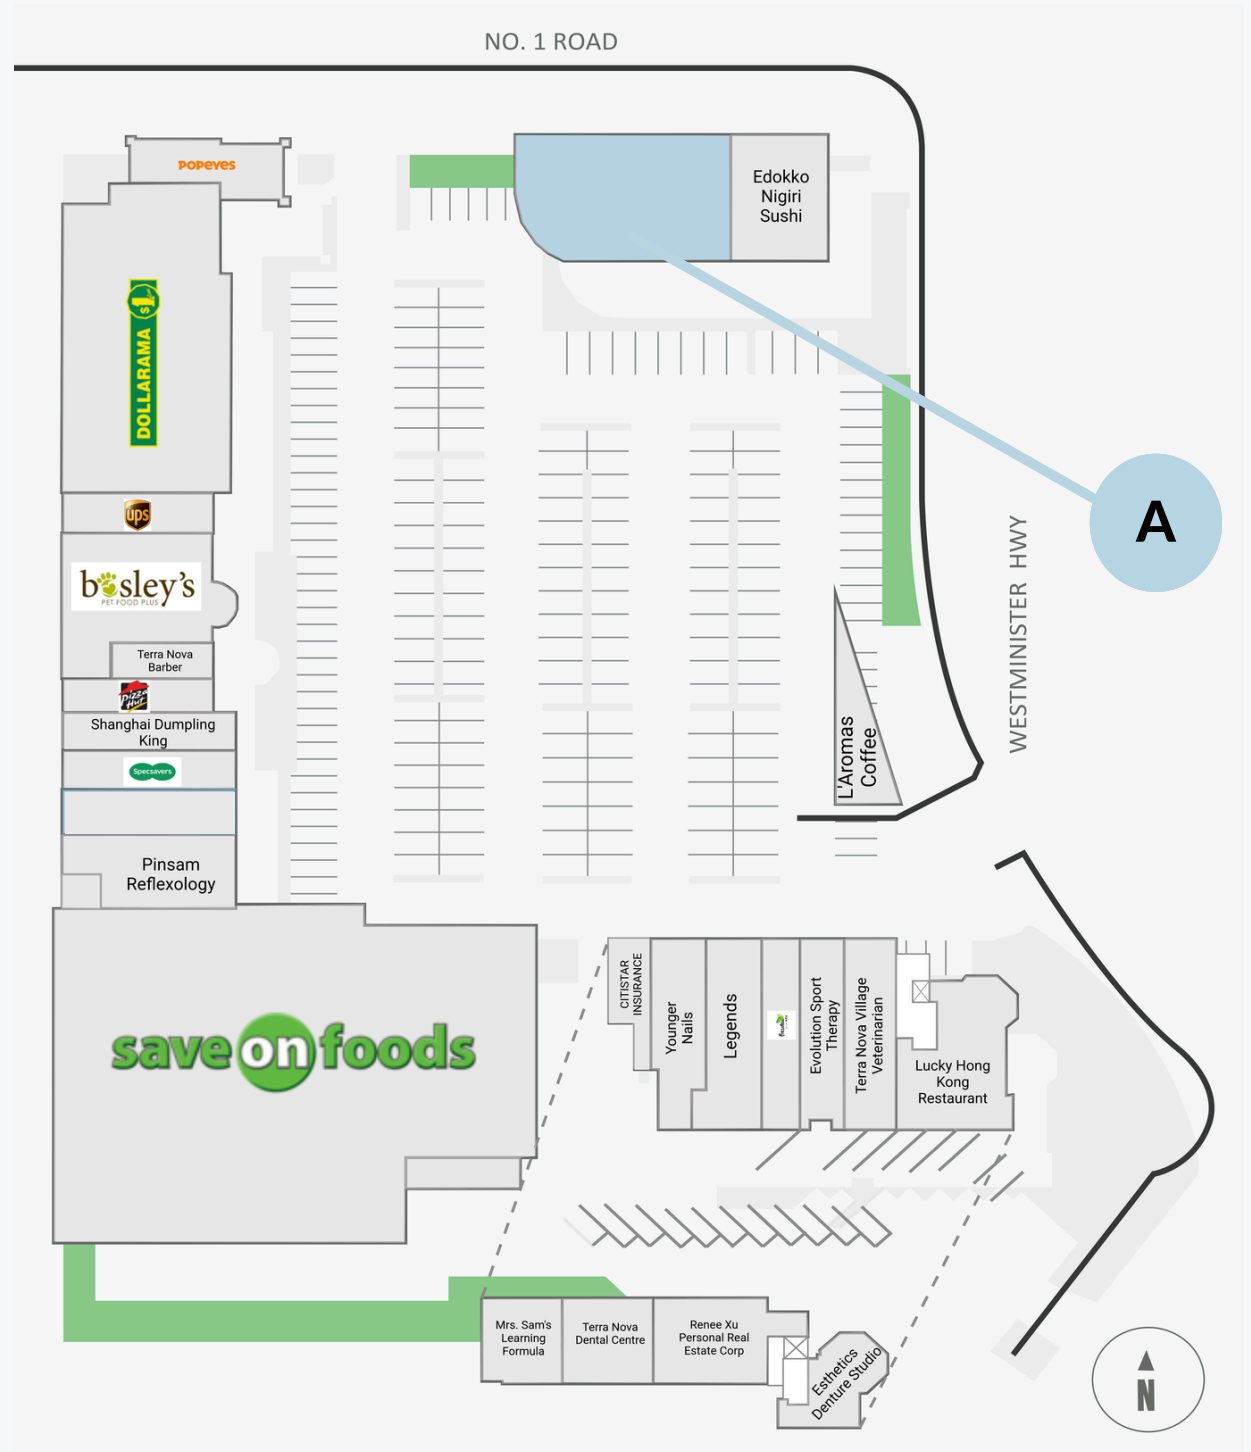 NO. 1 ROAD
POPEYES
Edokko
Nigiri
Sushi
$1
DOLLARAMA
A
WESTMINISTER HWY
ups
bosley's
PET FOOD PLUS
Terra Nova
Barber
Pizza
Hut
Shanghai Dumpling
King
Specsavers
L'Aromas
Coffee
Pinsam
Reflexology
save on foods
CITISTAR
INSURANCE
Younger
Nails
Legends
Evolution Sport
Therapy
Terra Nova Village
Veterinarian
Lucky Hong
Kong
Restaurant
Mrs. Sam's
Learning
Formula
Terra Nova
Dental Centre
Renee Xu
Personal Real
Estate Corp
Esthetics
Denture Studio
N